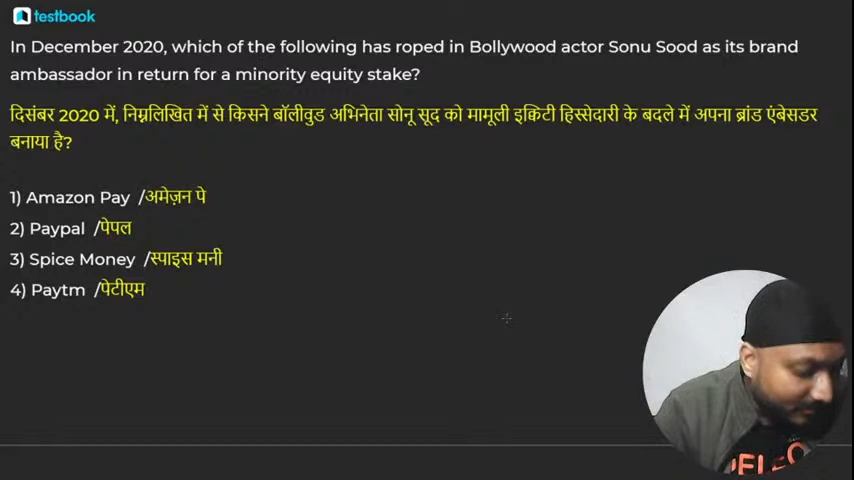 testbook
In December 2020, which of the following has roped in Bollywood actor Sonu Sood as its brand
ambassador in return for a minority equity stake?
दिसंबर 2020 में, निम्नलिखित में से किसने बॉलीवुड अभिनेता सोनू सूद को मामूली इक्विटी हिस्सेदारी के बदले में अपना ब्रांड एंबेसडर
बनाया है?
1) Amazon Pay /अमेज़न पे
2) Paypal /पेपल
3) Spice Money /स्पाइस मनी
4) Paytm /पेटीएम